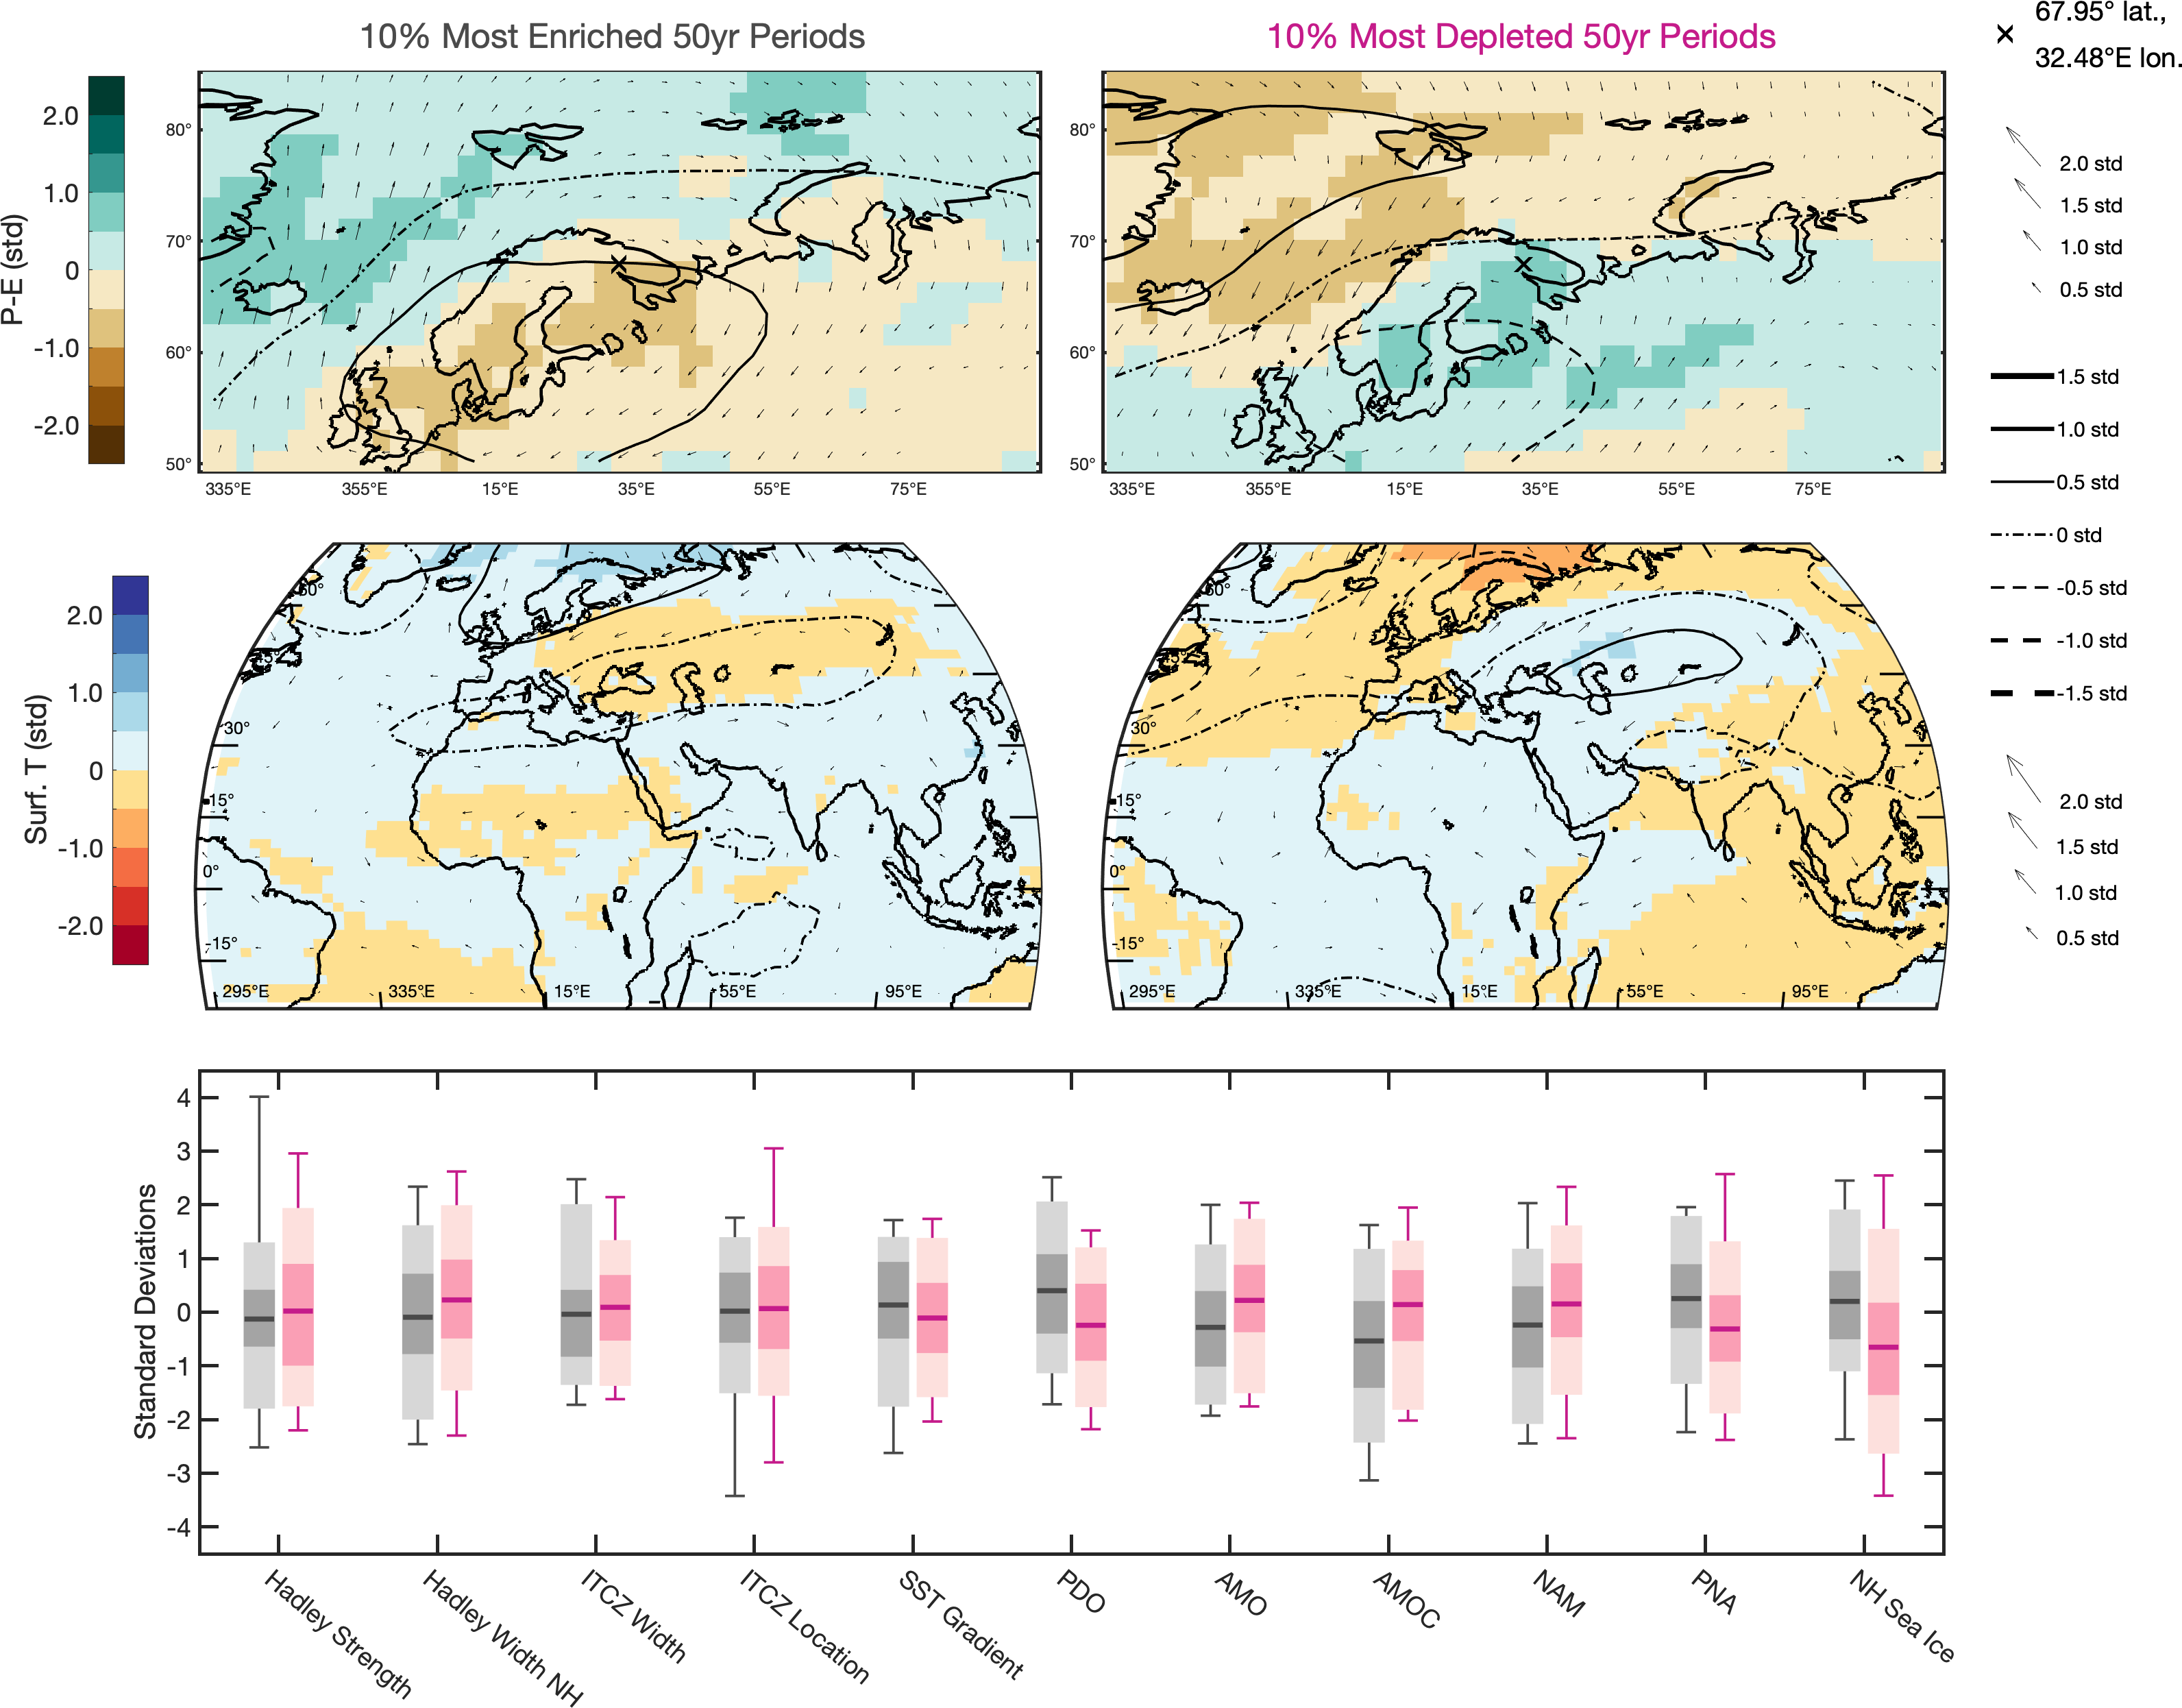 10% Most Enriched 50yr Periods
10% Most Depleted 50yr Periods
67.95° lat.,
32.48°E lon.
P-E (std)
2.0
1.0
0
-1.0
-2.0
80°
70°
60°
50°
335°E
355°E
15°E
35°E
55°E
75°E
80°
70°
60°
50°
335°E
355°E
15°E
35°E
55°E
75°E
2.0 std
1.5 std
1.0 std
0.5 std
1.5 std
1.0 std
0.5 std
0 std
-0.5 std
-1.0 std
-1.5 std
2.0 std
1.5 std
1.0 std
0.5 std
Surf. T (std)
2.0
1.0
0
-1.0
-2.0
30°
15°
0°
-15°
295°E
335°E
15°E
55°E
95°E
30°
15°
0°
-15°
295°E
335°E
15°E
55°E
95°E
Standard Deviations
4
3
2
1
0
-1
-2
-3
-4
Hadley Strength
Hadley Width NH
ITCZ Width
ITCZ Location
SST Gradient
PDO
AMO
AMOC
NAM
PNA
NH Sea Ice